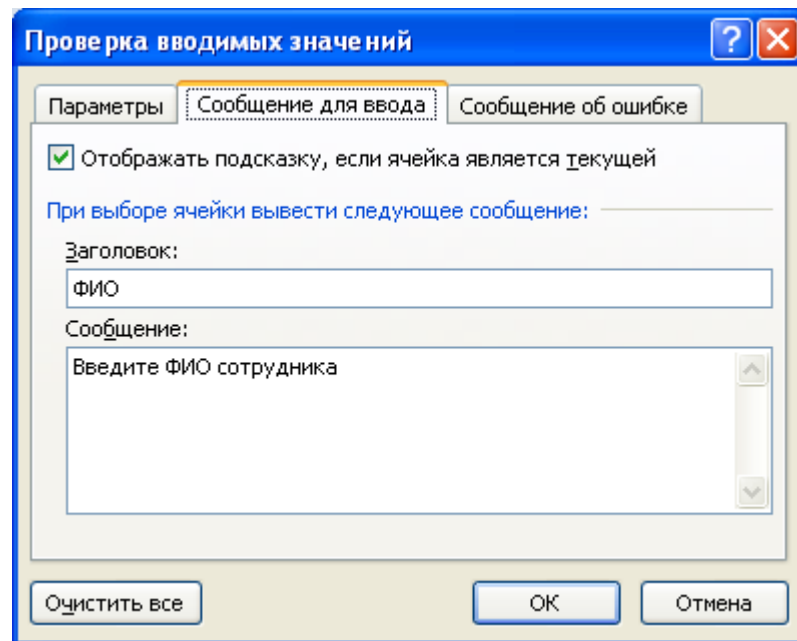 Проверка вводимых значений
Параметры Сообщение для ввода Сообщение об ошибке
Отображать подсказку, если ячейка является текущей
При выборе ячейки вывести следующее сообщение:
Заголовок:
ФИО
Сообщение:
Введите ФИО сотрудника
Очистить все ОК Отмена